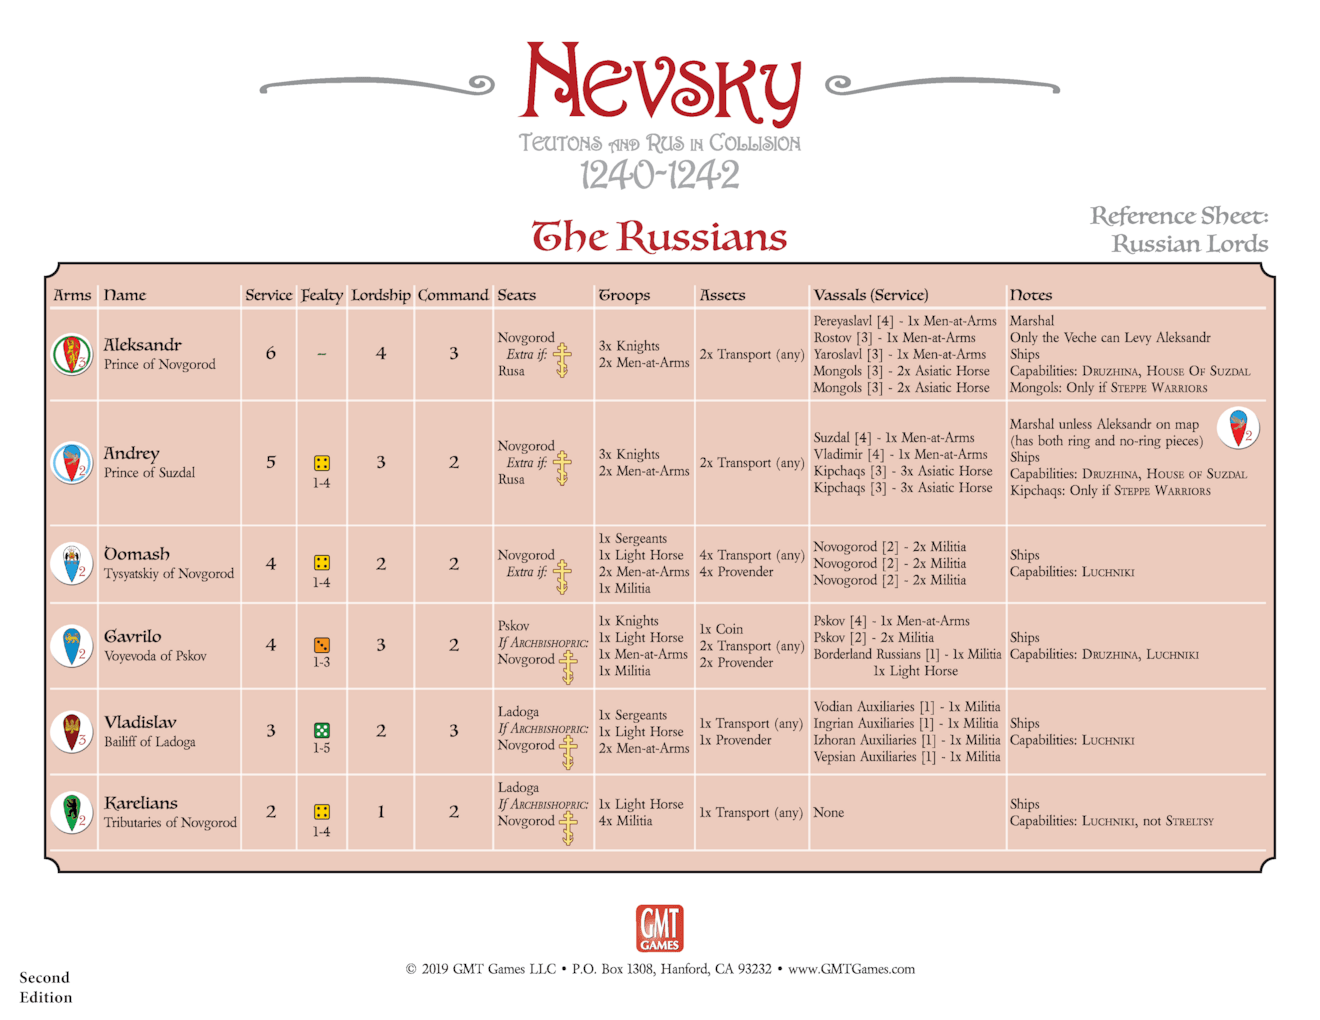 Nevsky
Teutons and Rus in Collision
1240-1242
The Russians
Reference Sheet:
Russian Lords
Arms Name Service Fealty Lordship Command Seats Troops Assets Vassals (Service) Notes
3
Aleksandr
Prince of Novgorod
6
–
4
3
Novgorod
Extra if:
Rusa
3x Knights
2x Men-at-Arms
2x Transport (any)
Pereyaslavl [4] - 1x Men-at-Arms
Rostov [3] - 1x Men-at-Arms
Yaroslavl [3] - 1x Men-at-Arms
Mongols [3] - 2x Asiatic Horse
Mongols [3] - 2x Asiatic Horse
Marshal
Only the Veche can Levy Aleksandr
Ships
Capabilities: Druzhina, House Of Suzdal
Mongols: Only if Steppe Warriors
2
Andrey
Prince of Suzdal
5
1-4
3
2
Novgorod
Extra if:
Rusa
3x Knights
2x Men-at-Arms
2x Transport (any)
Suzdal [4] - 1x Men-at-Arms
Vladimir [4] - 1x Men-at-Arms
Kipchaqs [3] - 3x Asiatic Horse
Kipchaqs [3] - 3x Asiatic Horse
Marshal unless Aleksandr on map
(has both ring and no-ring pieces)
Ships
Capabilities: Druzhina, House of Suzdal
Kipchaqs: Only if Steppe Warriors
2
2
Domash
Tysyatskiy of Novgorod
4
1-4
2
2
Novgorod
Extra if:
1x Sergeants
1x Light Horse
2x Men-at-Arms
1x Militia
4x Transport (any)
4x Provender
Novogorod [2] - 2x Militia
Novogorod [2] - 2x Militia
Novogorod [2] - 2x Militia
Ships
Capabilities: Luchniki
2
Gavrilo
Voyevoda of Pskov
4
1-3
3
2
Pskov
If Archbishopric:
Novgorod
1x Knights
1x Light Horse
1x Men-at-Arms
1x Militia
1x Coin
2x Transport (any)
2x Provender
Pskov [4] - 1x Men-at-Arms
Pskov [2] - 2x Militia
Borderland Russians [1] - 1x Militia
1x Light Horse
Ships
Capabilities: Druzhina, Luchniki
3
Vladislav
Bailiff of Ladoga
3
1-5
2
3
Ladoga
If Archbishopric:
Novgorod
1x Sergeants
1x Light Horse
2x Men-at-Arms
1x Transport (any)
1x Provender
Vodian Auxiliaries [1] - 1x Militia
Ingrian Auxiliaries [1] - 1x Militia
Izhoran Auxiliaries [1] - 1x Militia
Vepsian Auxiliaries [1] - 1x Militia
Ships
Capabilities: Luchniki
2
Karelians
Tributaries of Novgorod
2
1-4
1
2
Ladoga
If Archbishopric:
Novgorod
1x Light Horse
4x Militia
1x Transport (any)
None
Ships
Capabilities: Luchniki, not Streltsy
GMT
GAMES
© 2019 GMT Games LLC • P.O. Box 1308, Hanford, CA 93232 • www.GMTGames.com
Second
Edition